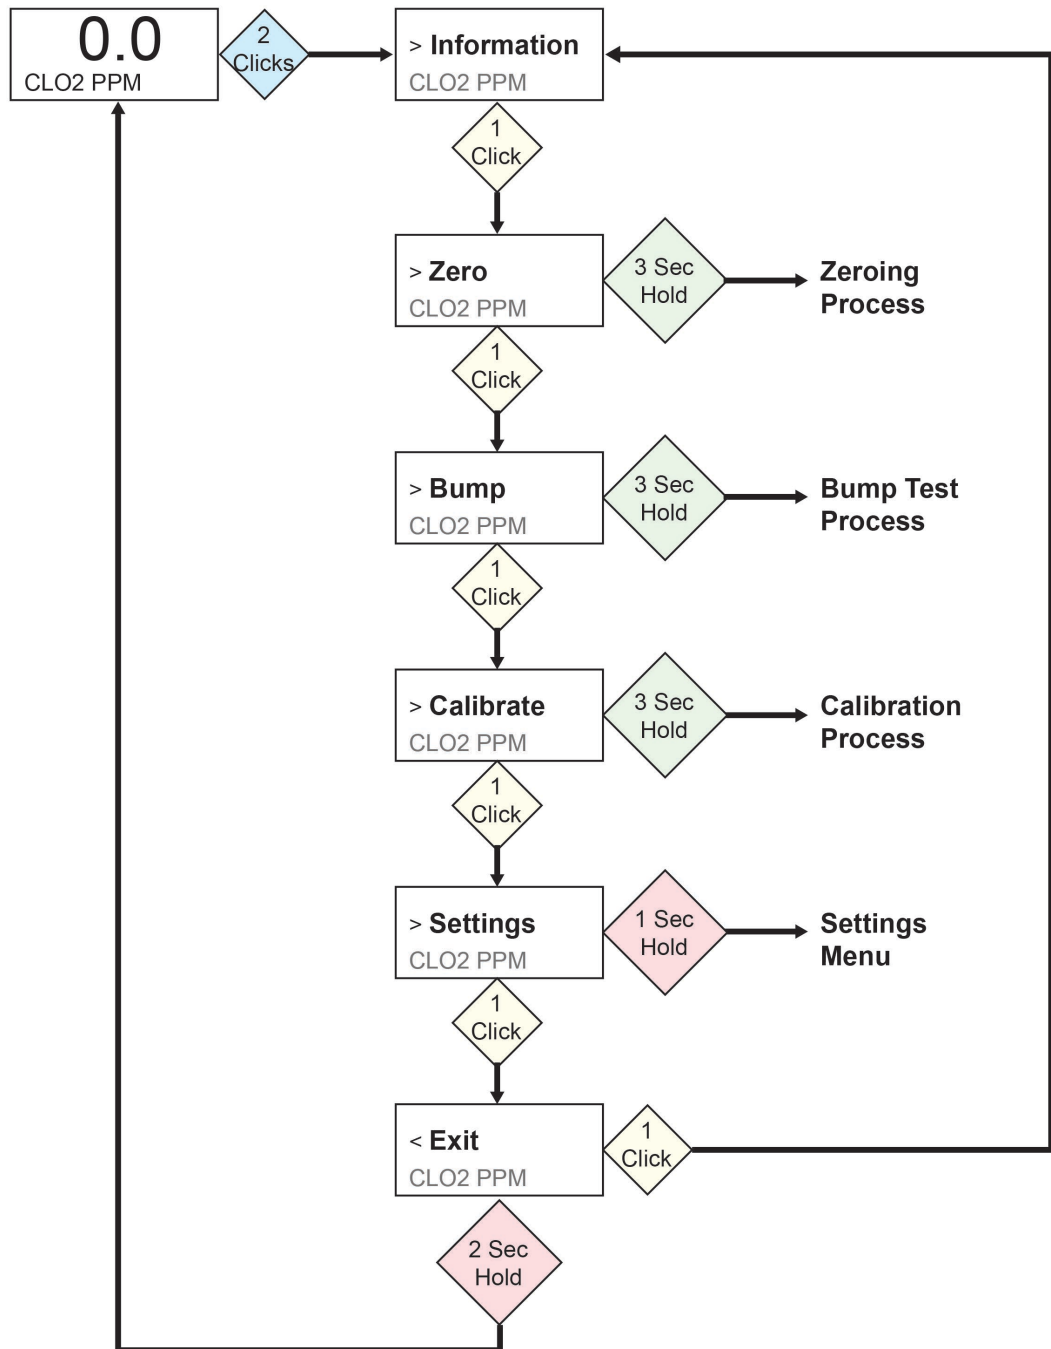 0.0
CLO2 PPM
2
Clicks
> Information
CLO2 PPM
1
Click
> Zero
CLO2 PPM
3 Sec
Hold
Zeroing
Process
1
Click
> Bump
CLO2 PPM
3 Sec
Hold
Bump Test
Process
1
Click
> Calibrate
CLO2 PPM
3 Sec
Hold
Calibration
Process
1
Click
> Settings
CLO2 PPM
1 Sec
Hold
Settings
Menu
1
Click
< Exit
CLO2 PPM
1
Click
2 Sec
Hold